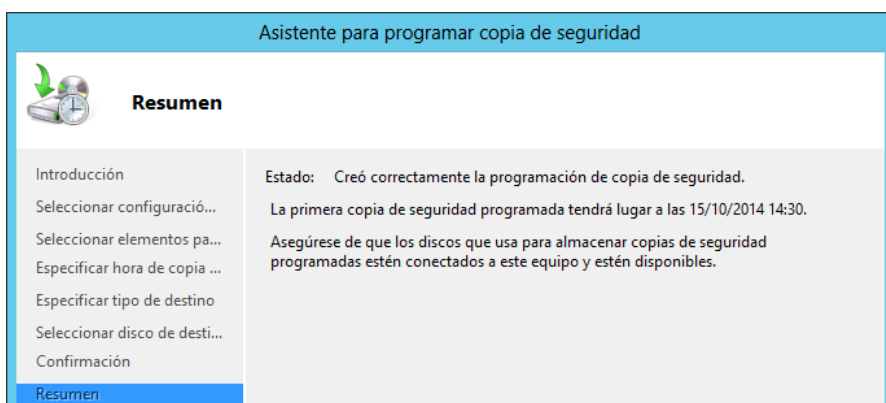 Asistente para programar copia de seguridad
Resumen
Introducción
Seleccionar configuració...
Seleccionar elementos pa...
Especificar hora de copia ...
Especificar tipo de destino
Seleccionar disco de desti...
Confirmación
Resumen
Estado: Creó correctamente la programación de copia de seguridad.
La primera copia de seguridad programada tendrá lugar a las 15/10/2014 14:30.
Asegúrese de que los discos que usa para almacenar copias de seguridad
programadas estén conectados a este equipo y estén disponibles.